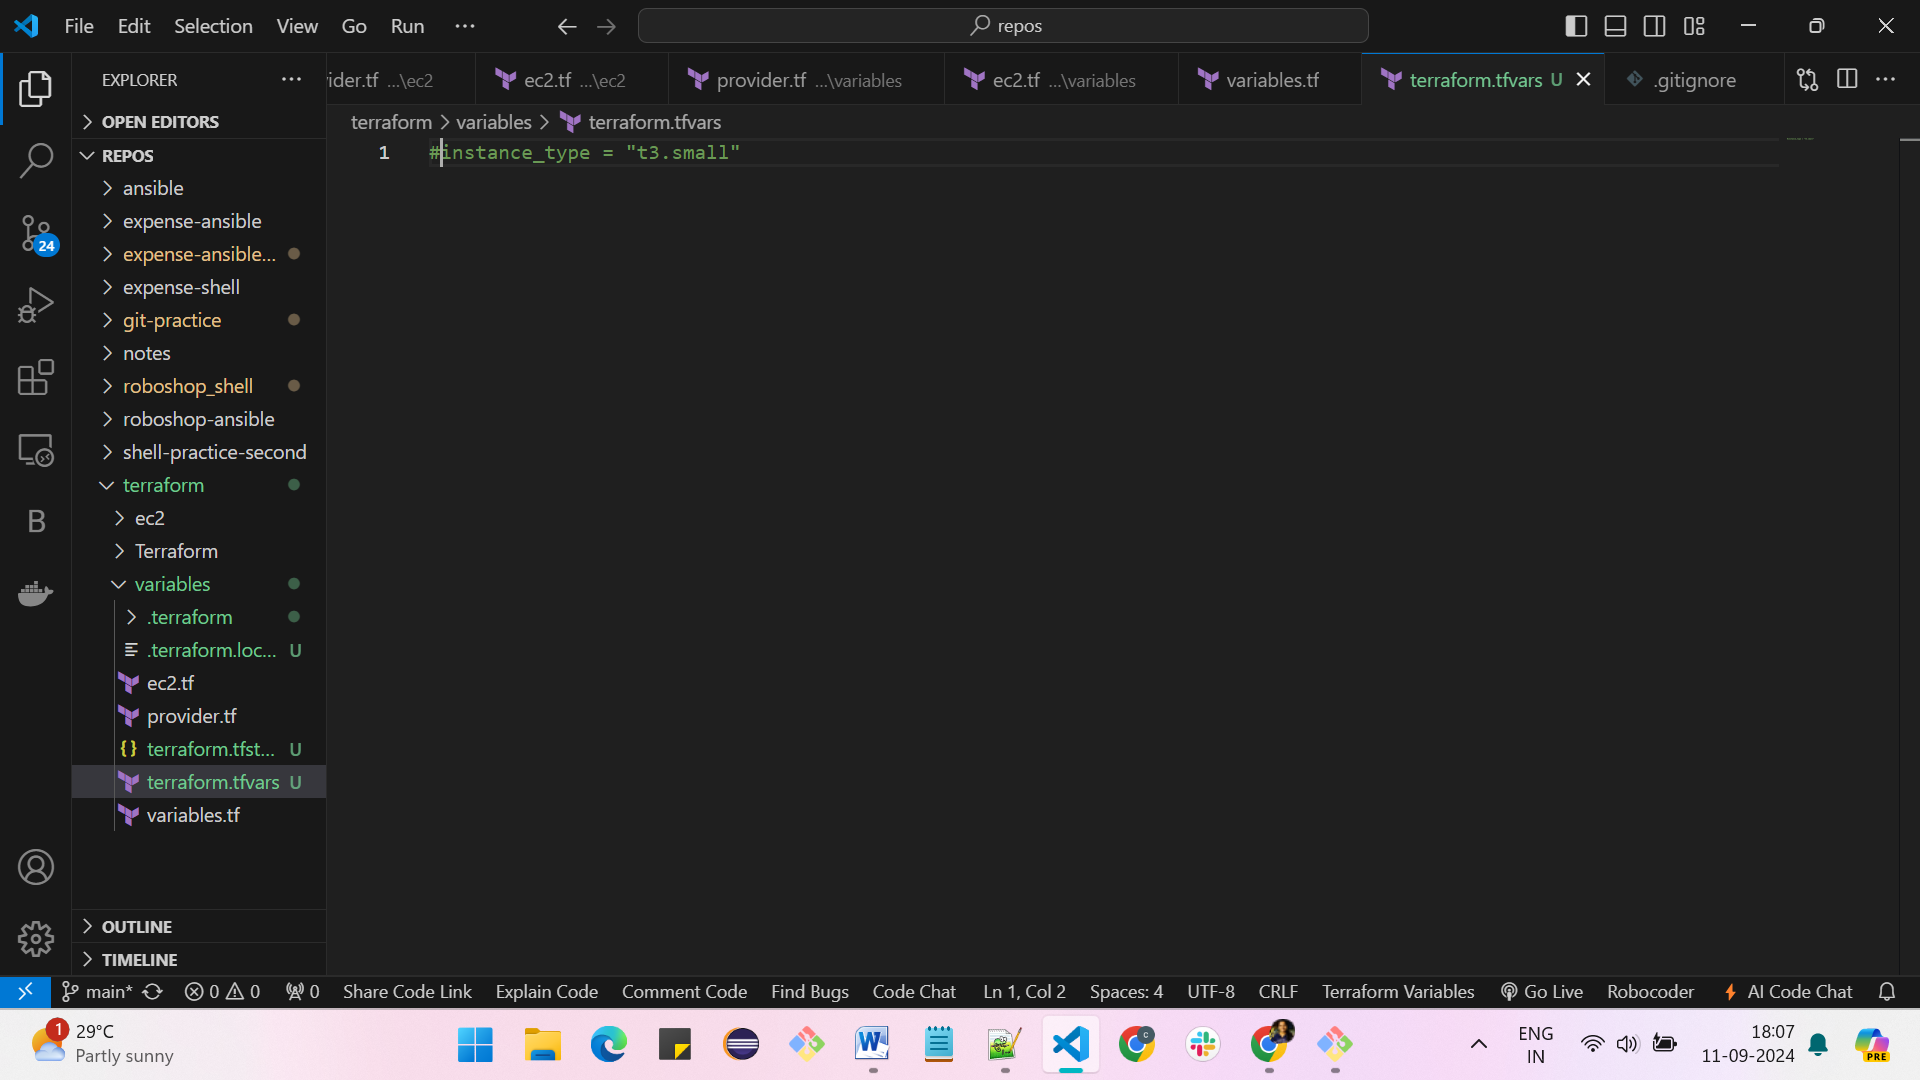 File Edit Selection View Go Run ··· repos
EXPLORER ···
ider.tf ...\ec2 ec2.tf ...\ec2 provider.tf ...\variables ec2.tf ...\variables variables.tf terraform.tfvars U .gitignore ···
OPEN EDITORS
terraform > variables > terraform.tfvars
1 #instance_type = "t3.small"
REPOS
ansible
expense-ansible
expense-ansible...
expense-shell
git-practice
notes
roboshop_shell
roboshop-ansible
shell-practice-second
terraform
ec2
Terraform
variables
.terraform
.terraform.loc... U
ec2.tf
provider.tf
{} terraform.tfst... U
terraform.tfvars U
variables.tf
24
B
OUTLINE
TIMELINE
main* 0 0 0 Share Code Link Explain Code Comment Code Find Bugs Code Chat Ln 1, Col 2 Spaces: 4 UTF-8 CRLF Terraform Variables Go Live Robocoder AI Code Chat
1 29°C
Partly sunny
W
c
ENG
IN
18:07
11-09-2024
PRE